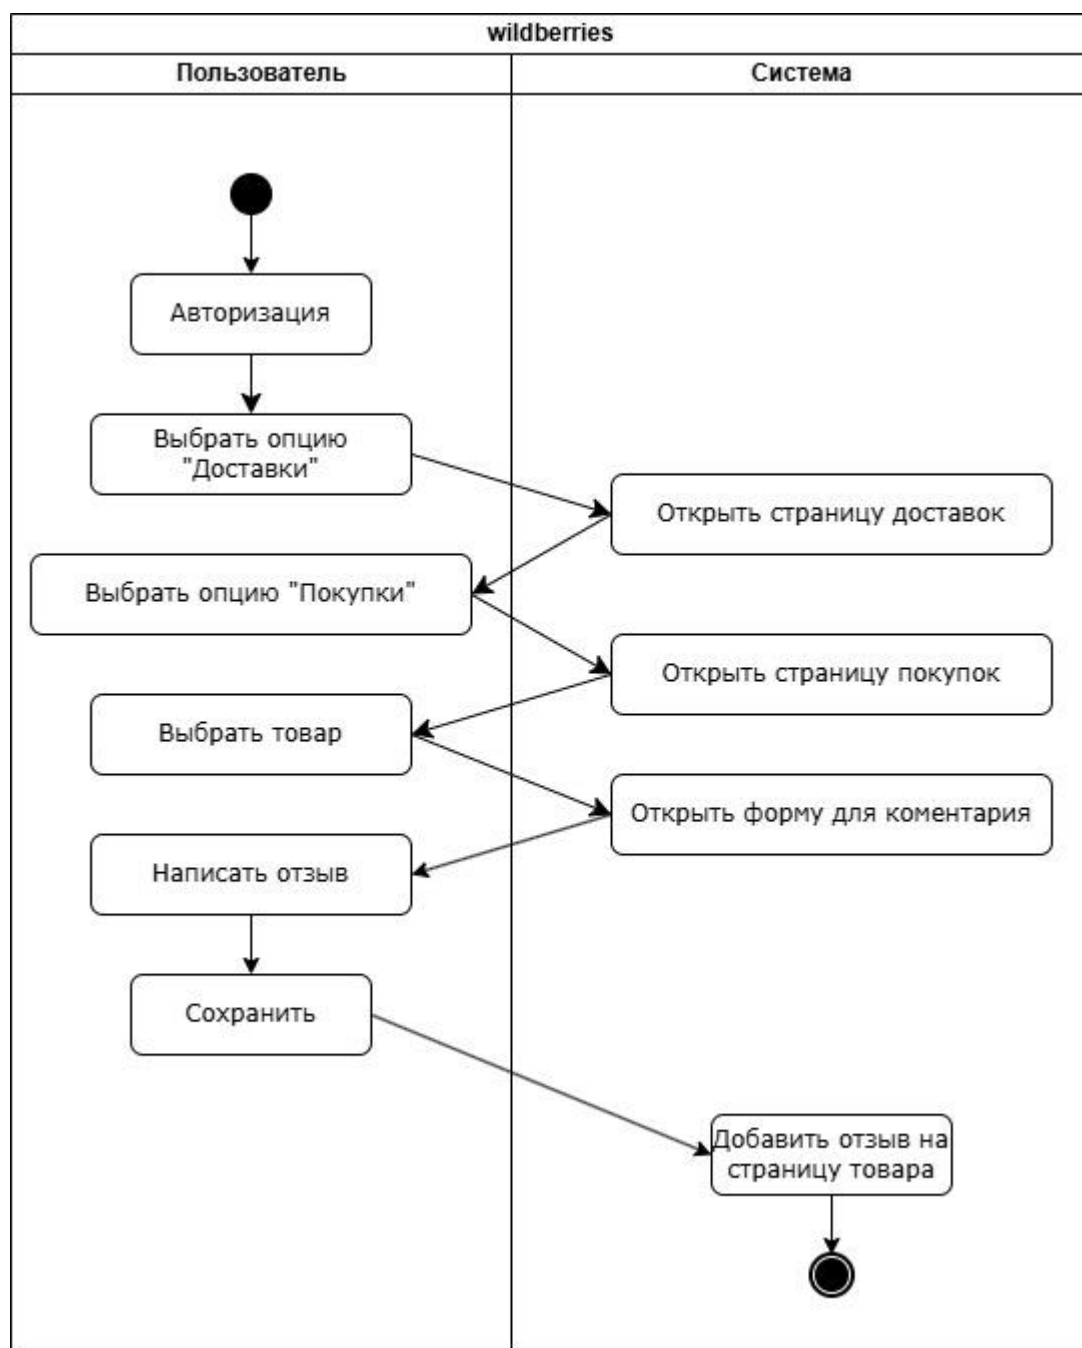 wildberries
Пользователь
Система
Авторизация
Выбрать опцию
"Доставки"
Открыть страницу доставок
Выбрать опцию "Покупки"
Открыть страницу покупок
Выбрать товар
Открыть форму для коментария
Написать отзыв
Сохранить
Добавить отзыв на
страницу товара